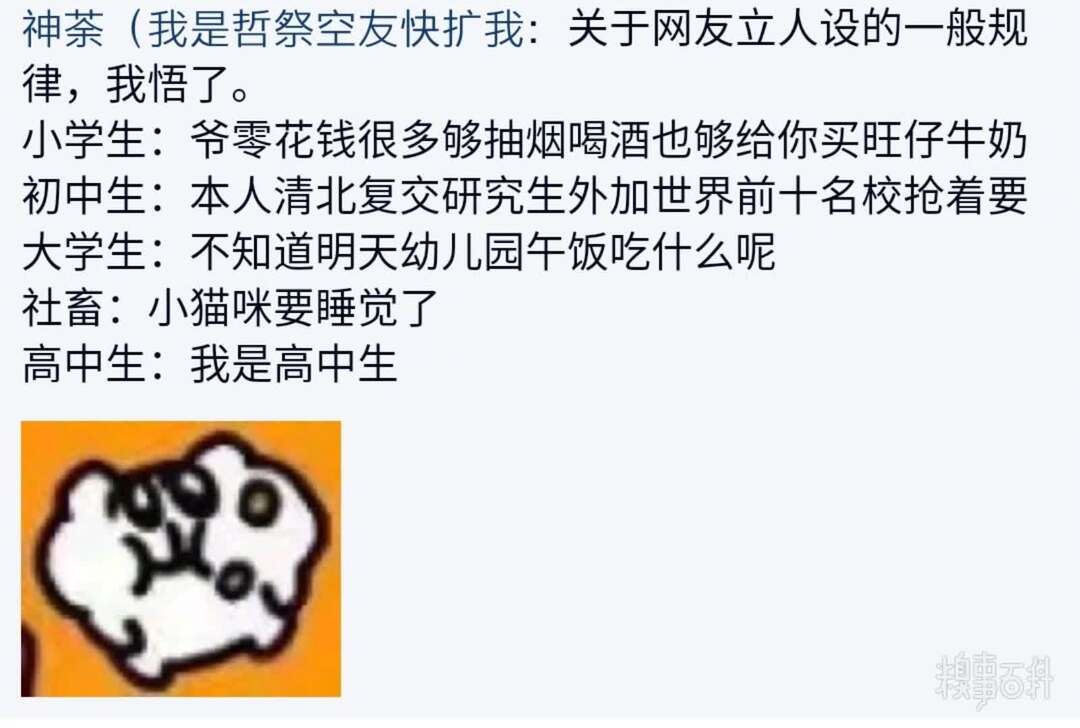 神荼（我是哲祭空友快扩我：关于网友立人设的一般规
律，我悟了。
小学生：爷零花钱很多够抽烟喝酒也够给你买旺仔牛奶
初中生：本人清北复交研究生外加世界前十名校抢着要
大学生：不知道明天幼儿园午饭吃什么呢
社畜：小猫咪要睡觉了
高中生：我是高中生
糗事百科